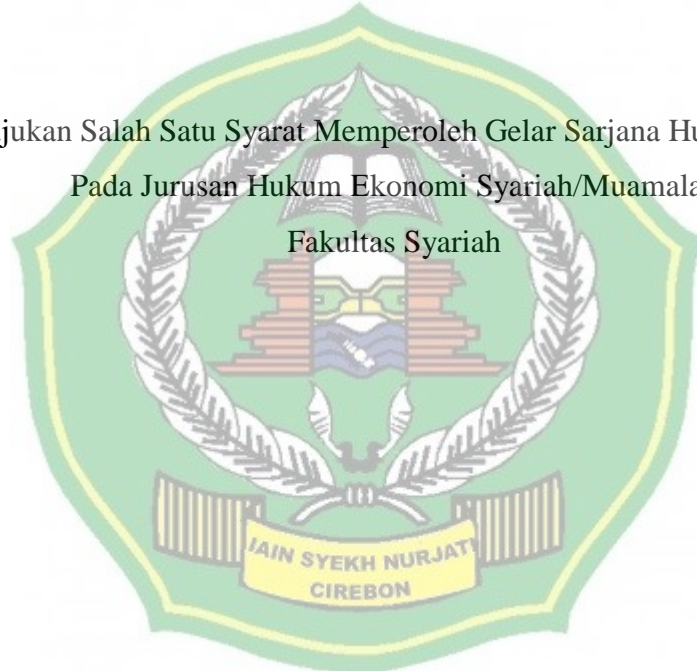 jukan Salah Satu Syarat Memperoleh Gelar Sarjana Hu
Pada Jurusan Hukum Ekonomi Syariah/Muamala
Fakultas Syariah
IAIN SYEKH NURJATI
CIREBON